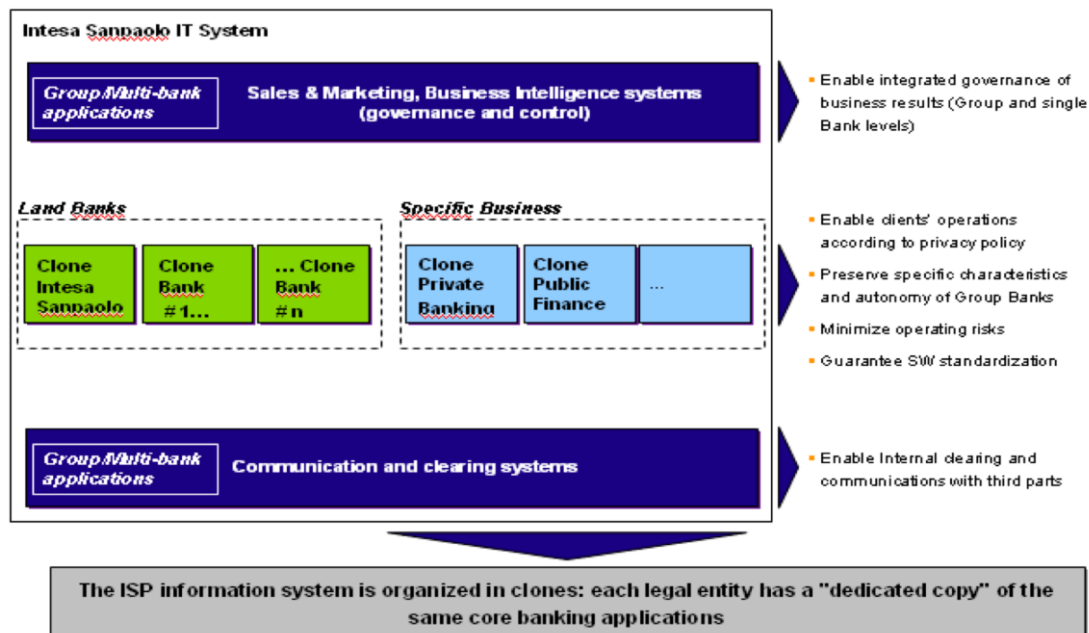 Intesa Sanpaolo IT System
Group/Multi-bank
applications
Sales & Marketing, Business Intelligence systems
(governance and control)
Enable integrated governance of
business results (Group and single
Bank levels)
Land Banks
Specific Business
Clone
Intesa
Sanpaolo
Clone
Bank
#1...
... Clone
Bank
#n
Clone
Private
Banking
Clone
Public
Finance
...
Enable clients' operations
according to privacy policy
Preserve specific characteristics
and autonomy of Group Banks
Minimize operating risks
Guarantee SW standardization
Group/Multi-bank
applications
Communication and clearing systems
Enable Internal clearing and
communications with third parts
The ISP information system is organized in clones: each legal entity has a "dedicated copy" of the
same core banking applications